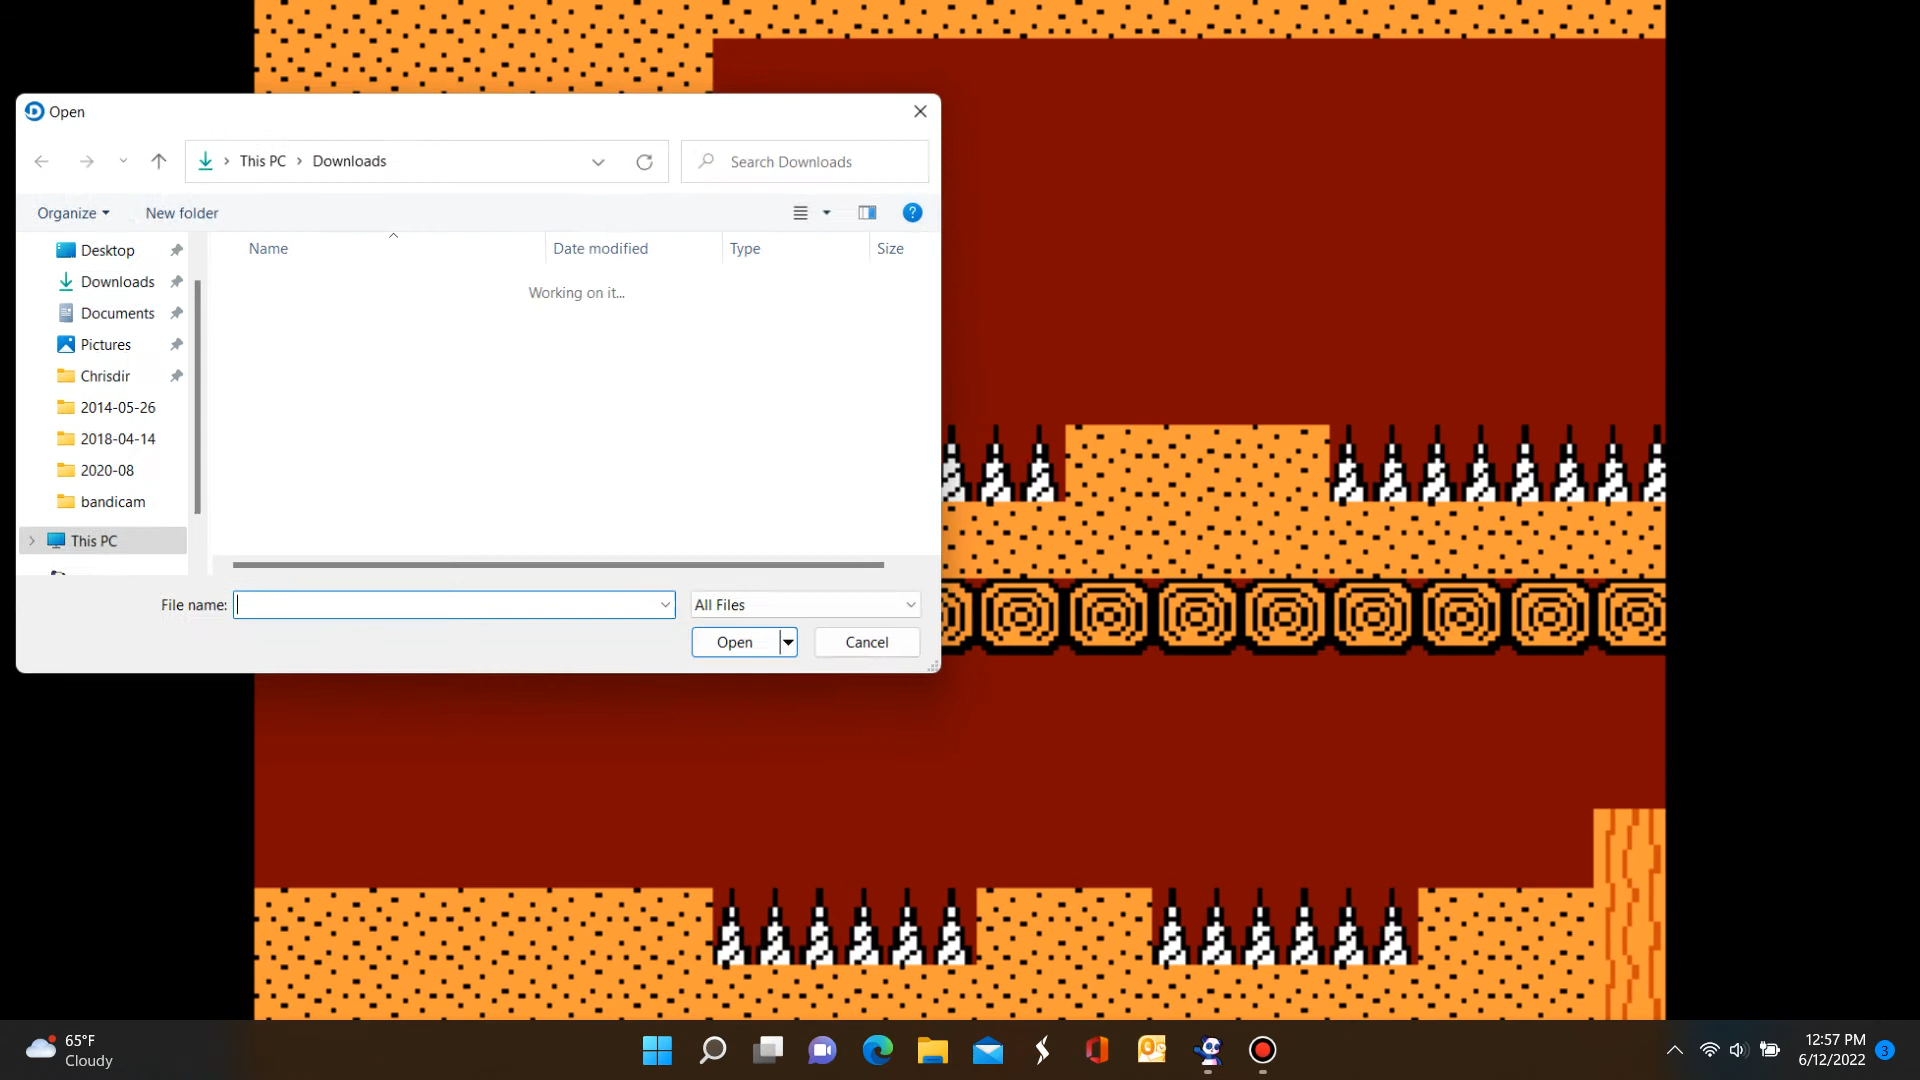 Open
This PC > Downloads
Search Downloads
Organize
New folder
Name
Date modified
Type
Size
Working on it...
Desktop
Downloads
Documents
Pictures
Chrisdir
2014-05-26
2018-04-14
2020-08
bandicam
This PC
File name:
All Files
Open
Cancel
65°F
Cloudy
12:57 PM
6/12/2022
3